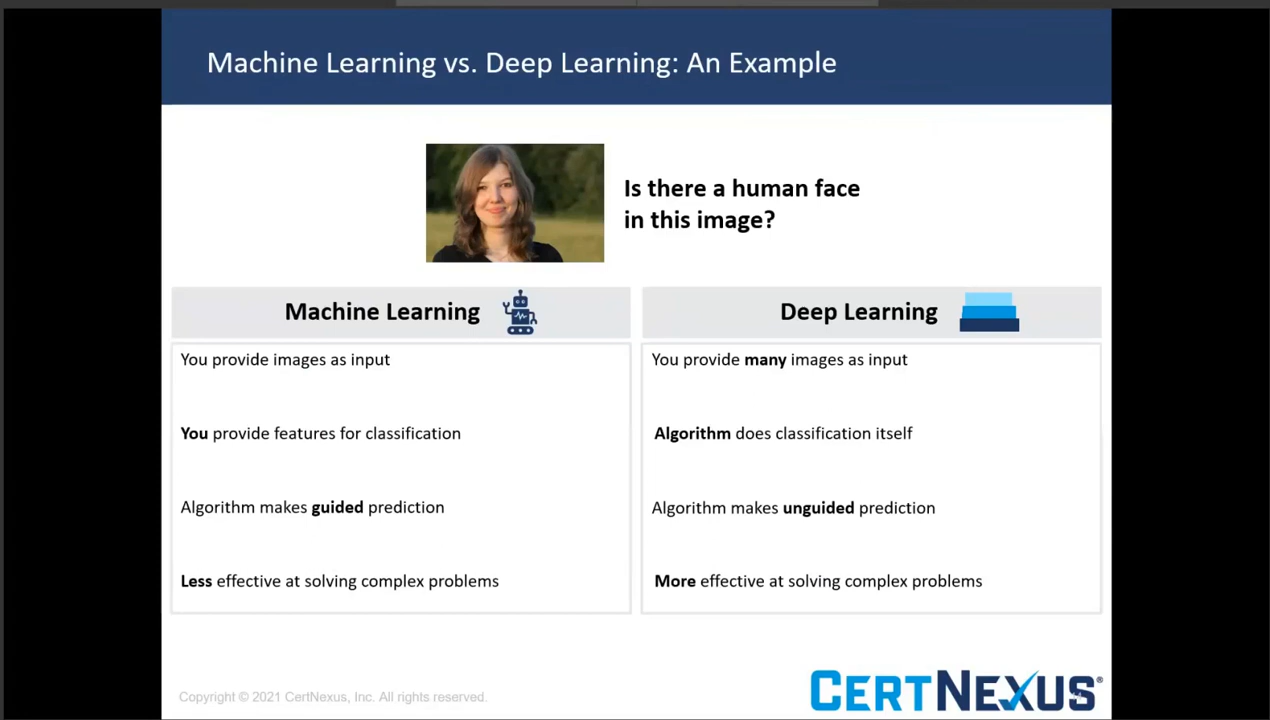 Machine Learning vs. Deep Learning: An Example
Is there a human face
in this image?
Machine Learning
You provide images as input
You provide features for classification
Algorithm makes guided prediction
Less effective at solving complex problems
Deep Learning
You provide many images as input
Algorithm does classification itself
Algorithm makes unguided prediction
More effective at solving complex problems
Copyright © 2021 CertNexus, Inc. All rights reserved.
CERTNEXUS®